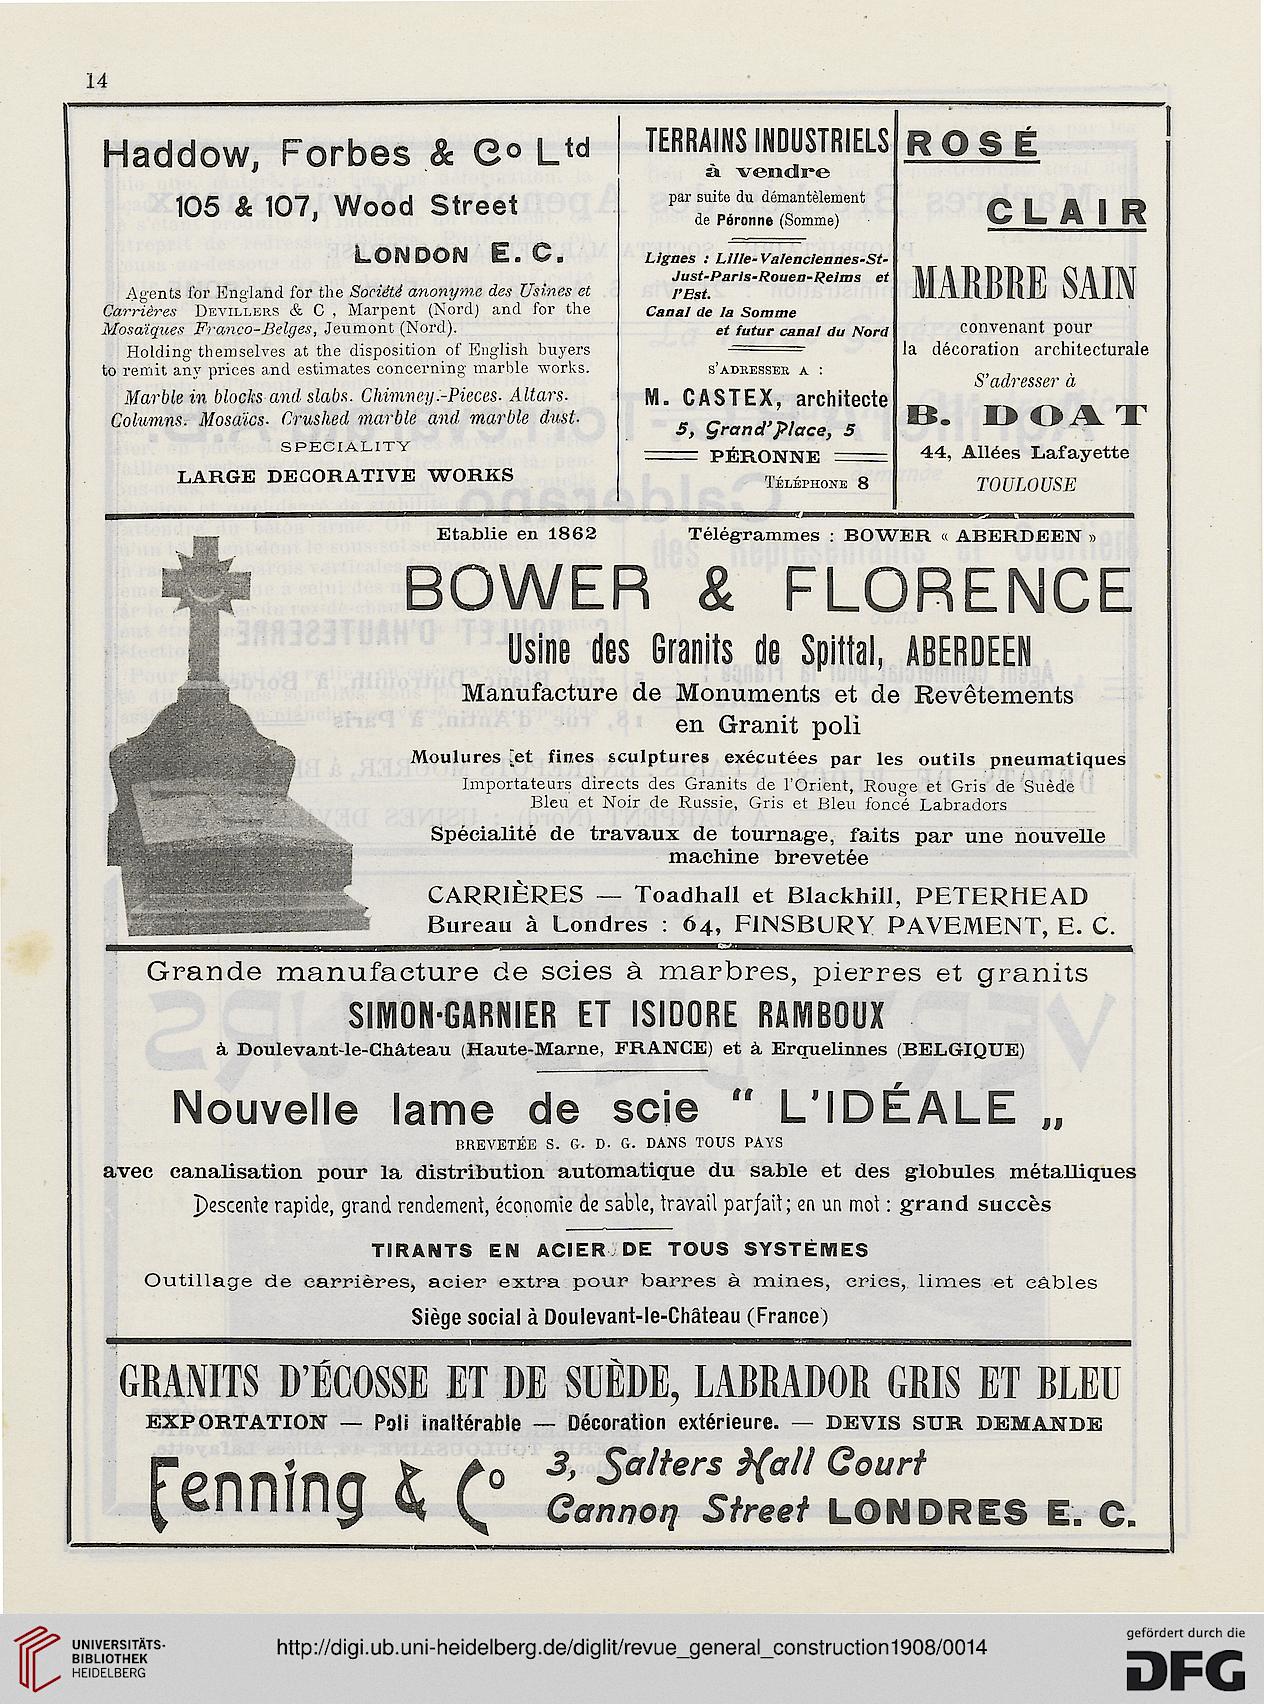 14
Haddow, Forbes & Co Ltd
105 & 107, Wood Street
LONDON E. C.
Agents for England for the Société anonyme des Usines et
Carrières DEVILLERS & C , Marpent (Nord) and for the
Mosaïques Franco-Belges, Jeumont (Nord).
Holding themselves at the disposition of English buyers
to remit any prices and estimates concerning marble works.
Marble in blocks and slabs. Chimney.-Pieces. Altars.
Columns. Mosaïcs. Crushed marble and marble dust.
SPECIALITY
LARGE DECORATIVE WORKS
TERRAINS INDUSTRIELS
à vendre
par suite du démantèlement
de Péronne (Somme)
Lignes : Lille-Valenciennes-St-
Just-Paris-Rouen-Reims et
l'Est.
Canal de la Somme
et futur canal du Nord
S'ADRESSER A :
M. CASTEX, architecte
5, Grand'Place, 5
PÉRONNE
TÉLÉPHONE 8
ROSÉ
CLAIR
MARBRE SAIN
convenant pour
la décoration architecturale
S'adresser à
B. DOAT
44, Allées Lafayette
TOULOUSE
Etablie en 1862 Télégrammes : BOWER « ABERDEEN »
BOWER & FLORENCE
Usine des Granits de Spittal, ABERDEEN
Manufacture de Monuments et de Revêtements
en Granit poli
Moulures et fines sculptures exécutées par les outils pneumatiques
Importateurs directs des Granits de l'Orient, Rouge et Gris de Suède
Bleu et Noir de Russie, Gris et Bleu foncé Labradors
Spécialité de travaux de tournage, faits par une nouvelle
machine brevetée
CARRIÈRES — Toadhall et Blackhill, PETERHEAD
Bureau à Londres : 64, FINSBURY PAVEMENT, E. C.
Grande manufacture de scies à marbres, pierres et granits
SIMON-GARNIER ET ISIDORE RAMBOUX
à Doulevant-le-Château (Haute-Marne, FRANCE) et à Erquelinnes (BELGIQUE)
Nouvelle lame de scie " L'IDÉALE „
BREVETÉE S. G. D. G. DANS TOUS PAYS
avec canalisation pour la distribution automatique du sable et des globules métalliques
Descente rapide, grand rendement, économie de sable, travail parfait; en un mot : grand succès
TIRANTS EN ACIER DE TOUS SYSTÈMES
Outillage de carrières, acier extra pour barres à mines, crics, limes et câbles
Siège social à Doulevant-le-Château (France)
GRANITS D'ÉCOSSE ET DE SUÈDE, LABRADOR GRIS ET BLEU
EXPORTATION — Poli inaltérable — Décoration extérieure. — DEVIS SUR DEMANDE
Fenning & Co
3, Salters Hall Court
Cannon Street LONDRES E. C.
UNIVERSITÄTS-
BIBLIOTHEK
HEIDELBERG
http://digi.ub.uni-heidelberg.de/diglit/revue_general_construction1908/0014
gefördert durch die
DFG